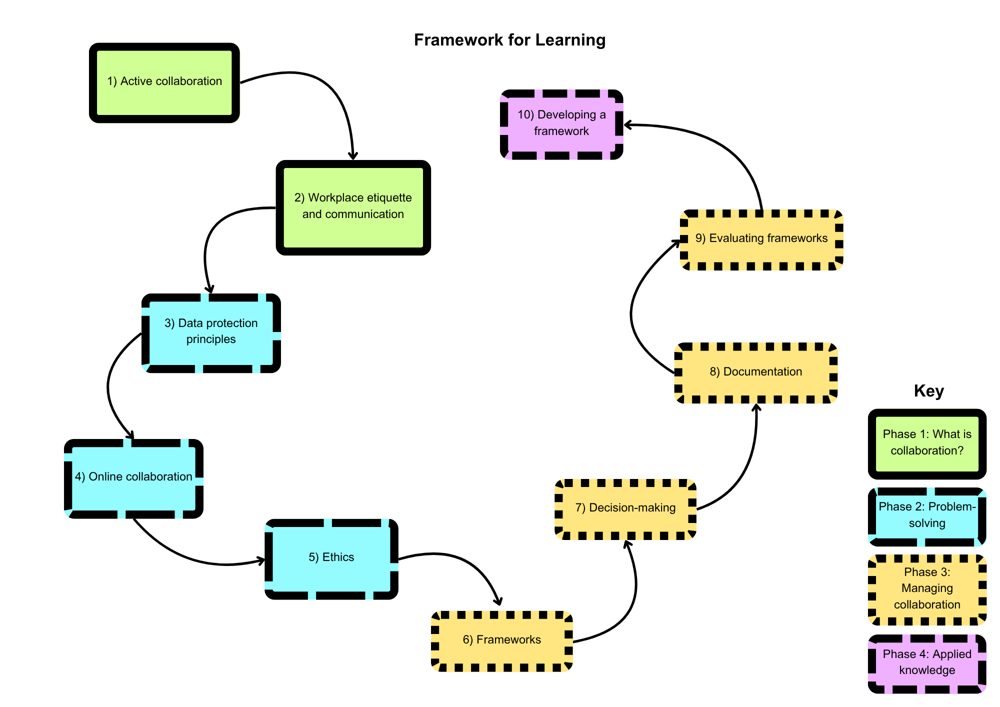 Framework for Learning
1) Active collaboration
2) Workplace etiquette
and communication
3) Data protection
principles
4) Online collaboration
5) Ethics
6) Frameworks
7) Decision-making
8) Documentation
9) Evaluating frameworks
10) Developing a
framework
Key
Phase 1: What is
collaboration?
Phase 2: Problem-
solving
Phase 3:
Managing
collaboration
Phase 4: Applied
knowledge